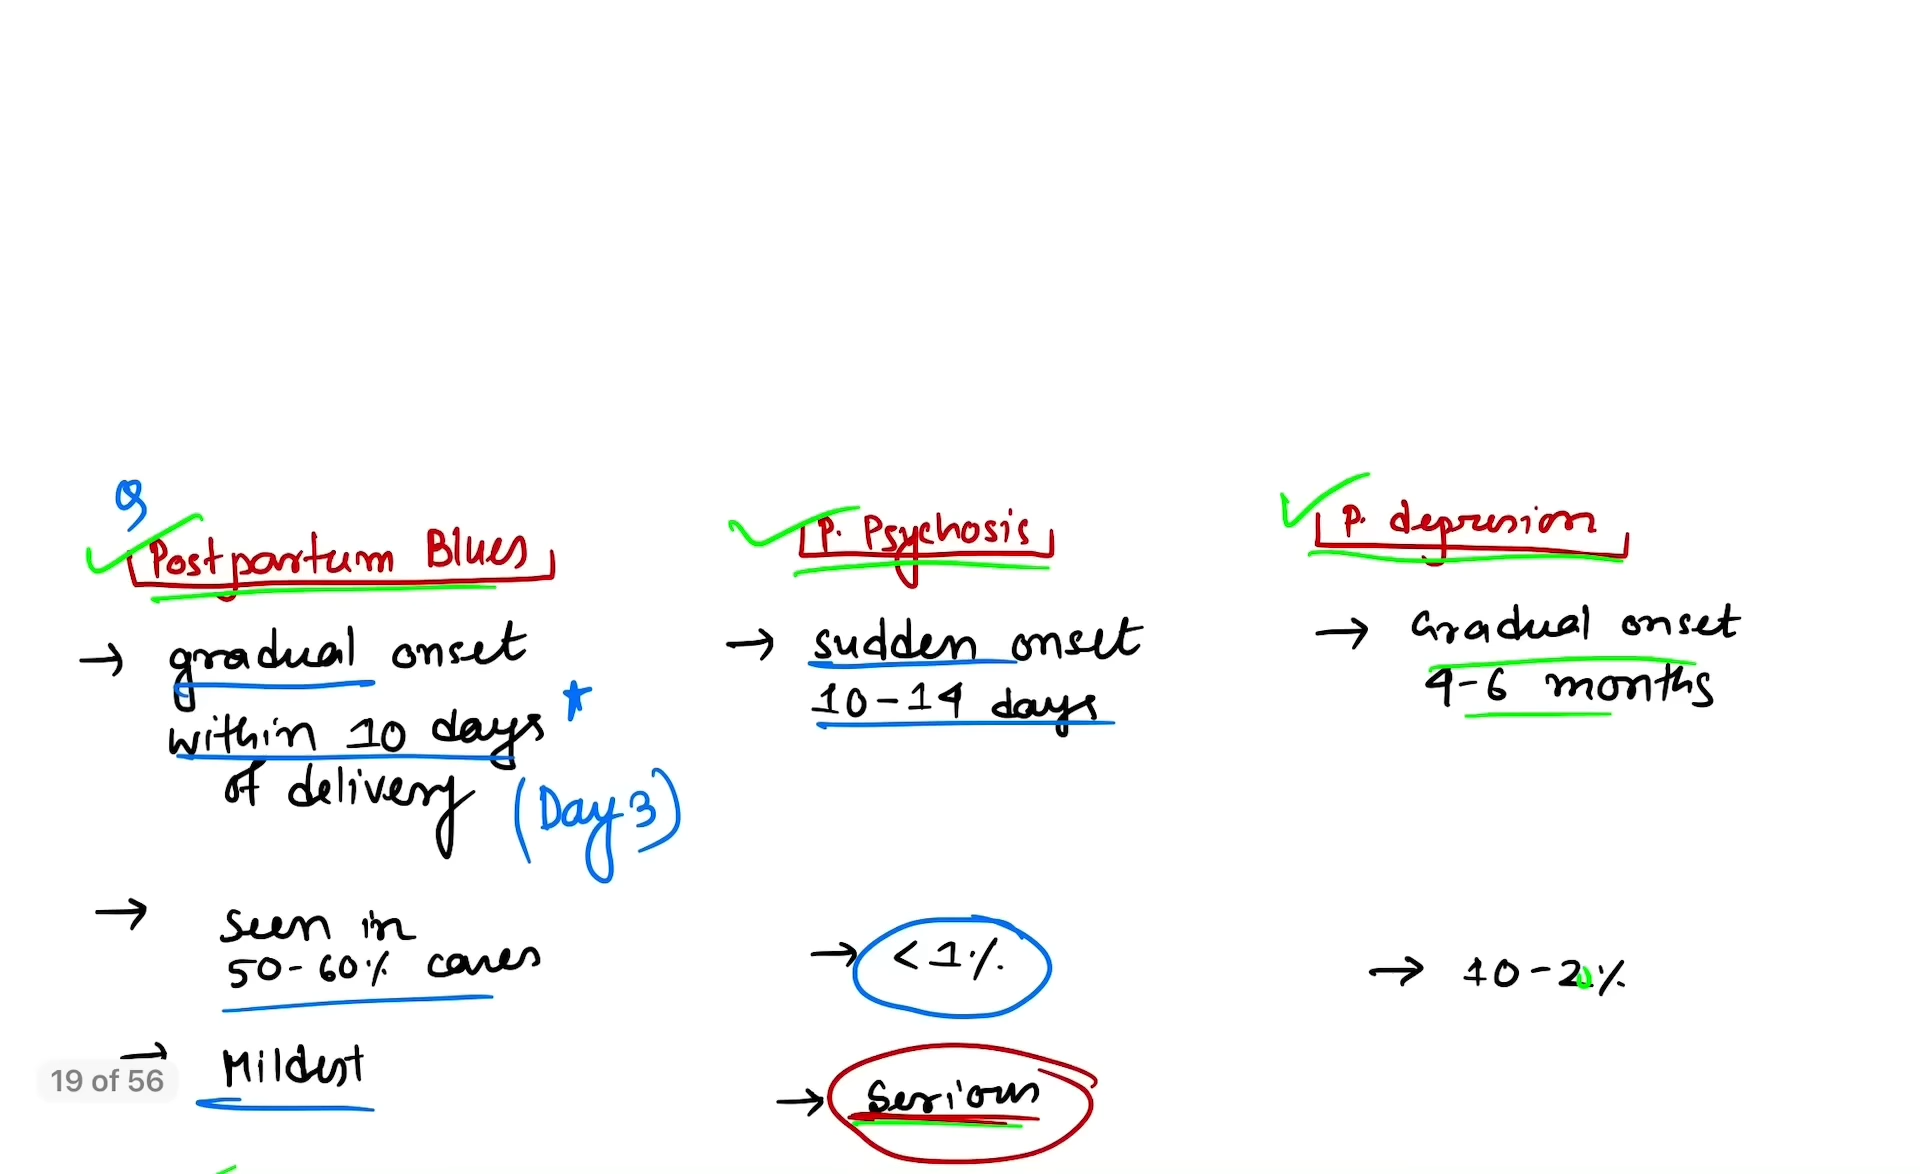 Q
Postpartum Blues
→ gradual onset
within 10 days *
of delivery (Day 3)
→ seen in
50-60% cases
→ Mildest
P. Psychosis
→ sudden onset
10-14 days
→ <1%
→ Serious
P. depression
→ Gradual onset
4-6 months
→ 10-20%
19 of 56